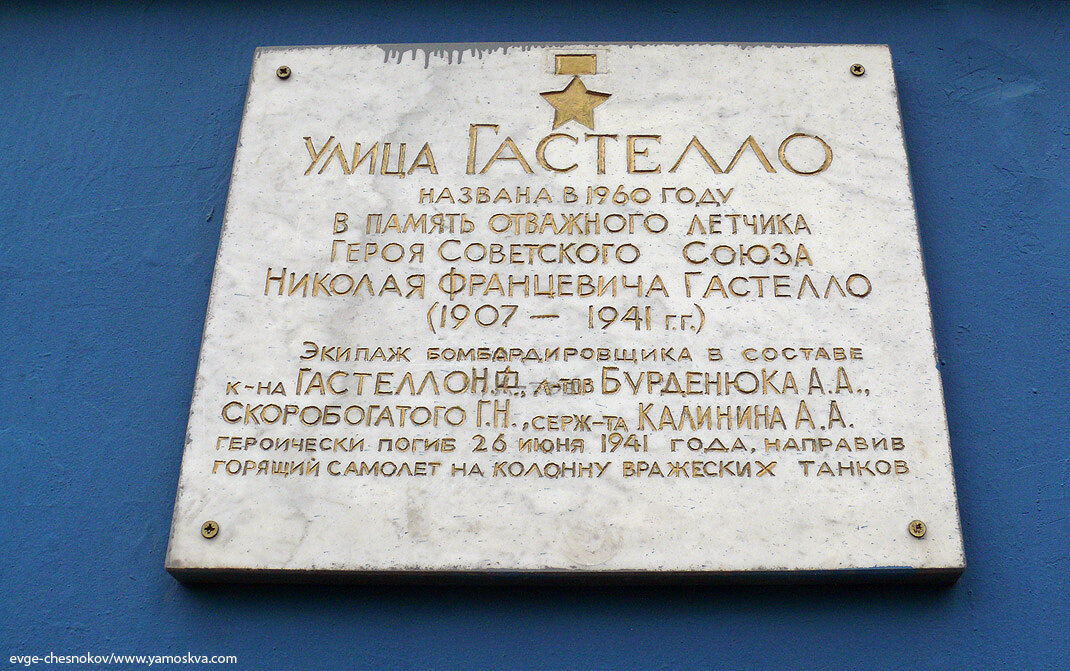 Улица Гастелло
названа в 1960 году
в память отважного летчика
Героя Советского Союза
Николая Францевича Гастелло
(1907 — 1941 г.г.)
Экипаж бомбардировщика в составе
к-на Гастелло Н.Ф., л-тов Бурденюка А.А.,
Скоробогатого Г.Н., серж-та Калинина А.А.
героически погиб 26 июня 1941 года, направив
горящий самолет на колонну вражеских танков
evge-chesnokov/www.yamoskva.com